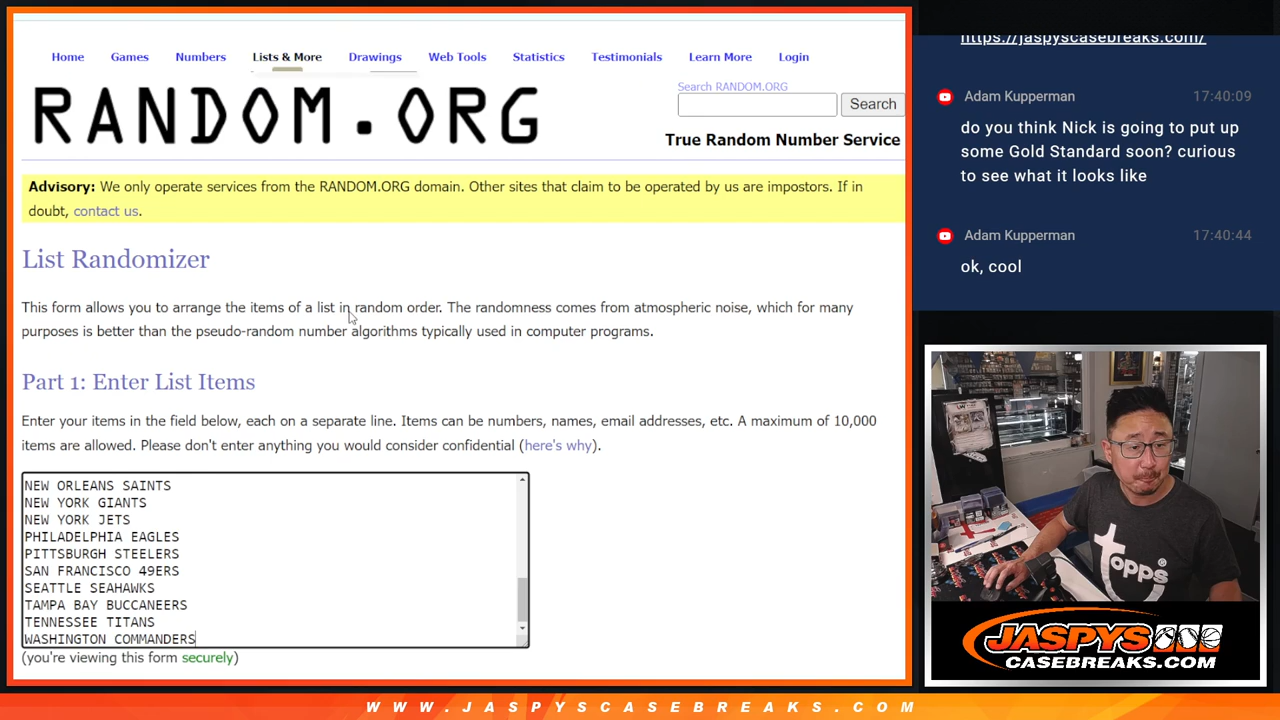 Home Games Numbers Lists & More Drawings Web Tools Statistics Testimonials Learn More Login
RANDOM.ORG
Search RANDOM.ORG
Search
True Random Number Service
Advisory: We only operate services from the RANDOM.ORG domain. Other sites that claim to be operated by us are impostors. If in
doubt, contact us.
List Randomizer
This form allows you to arrange the items of a list in random order. The randomness comes from atmospheric noise, which for many
purposes is better than the pseudo-random number algorithms typically used in computer programs.
Part 1: Enter List Items
Enter your items in the field below, each on a separate line. Items can be numbers, names, email addresses, etc. A maximum of 10,000
items are allowed. Please don't enter anything you would consider confidential (here's why).
NEW ORLEANS SAINTS
NEW YORK GIANTS
NEW YORK JETS
PHILADELPHIA EAGLES
PITTSBURGH STEELERS
SAN FRANCISCO 49ERS
SEATTLE SEAHAWKS
TAMPA BAY BUCCANEERS
TENNESSEE TITANS
WASHINGTON COMMANDERS
(you're viewing this form securely)
https://jaspyscasebreaks.com/
Adam Kupperman 17:40:09
do you think Nick is going to put up
some Gold Standard soon? curious
to see what it looks like
Adam Kupperman 17:40:44
ok, cool
topps
JASPYS
CASEBREAKS.COM
WWW.JASPYSCASEBREAKS.COM